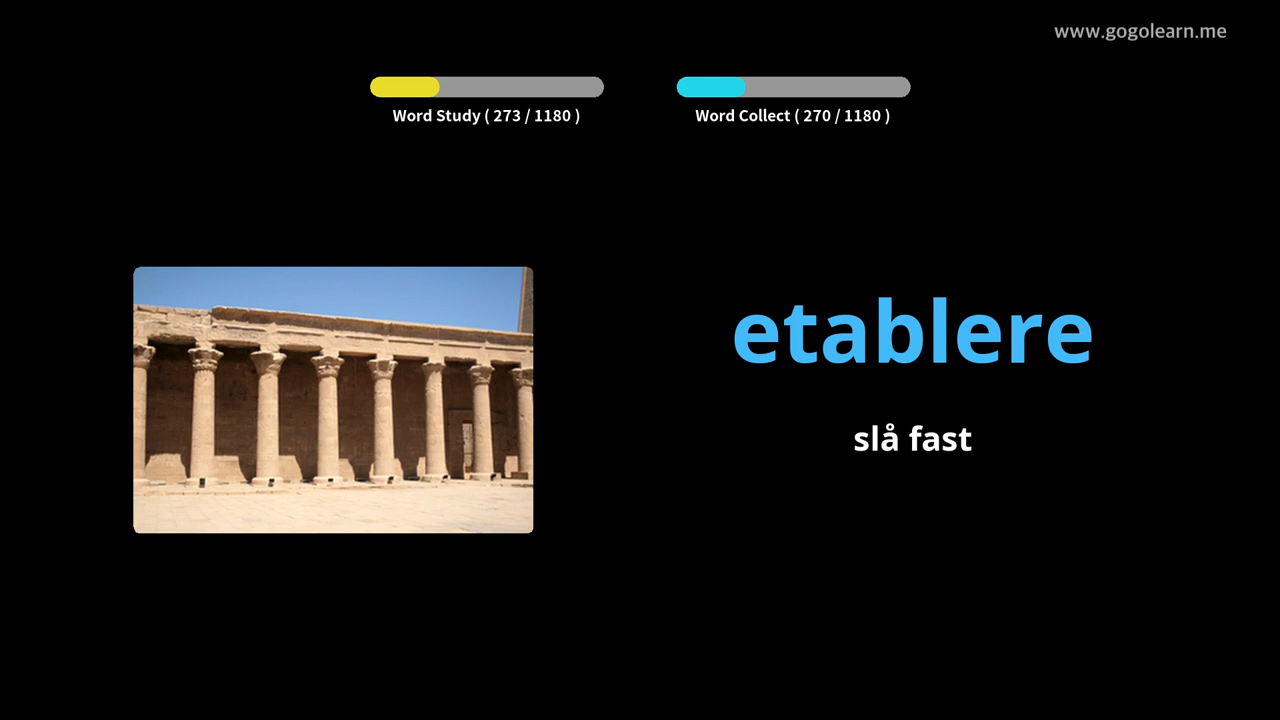 www.gogolearn.me
Word Study ( 273 / 1180 )
Word Collect ( 270 / 1180 )
etablere
slå fast